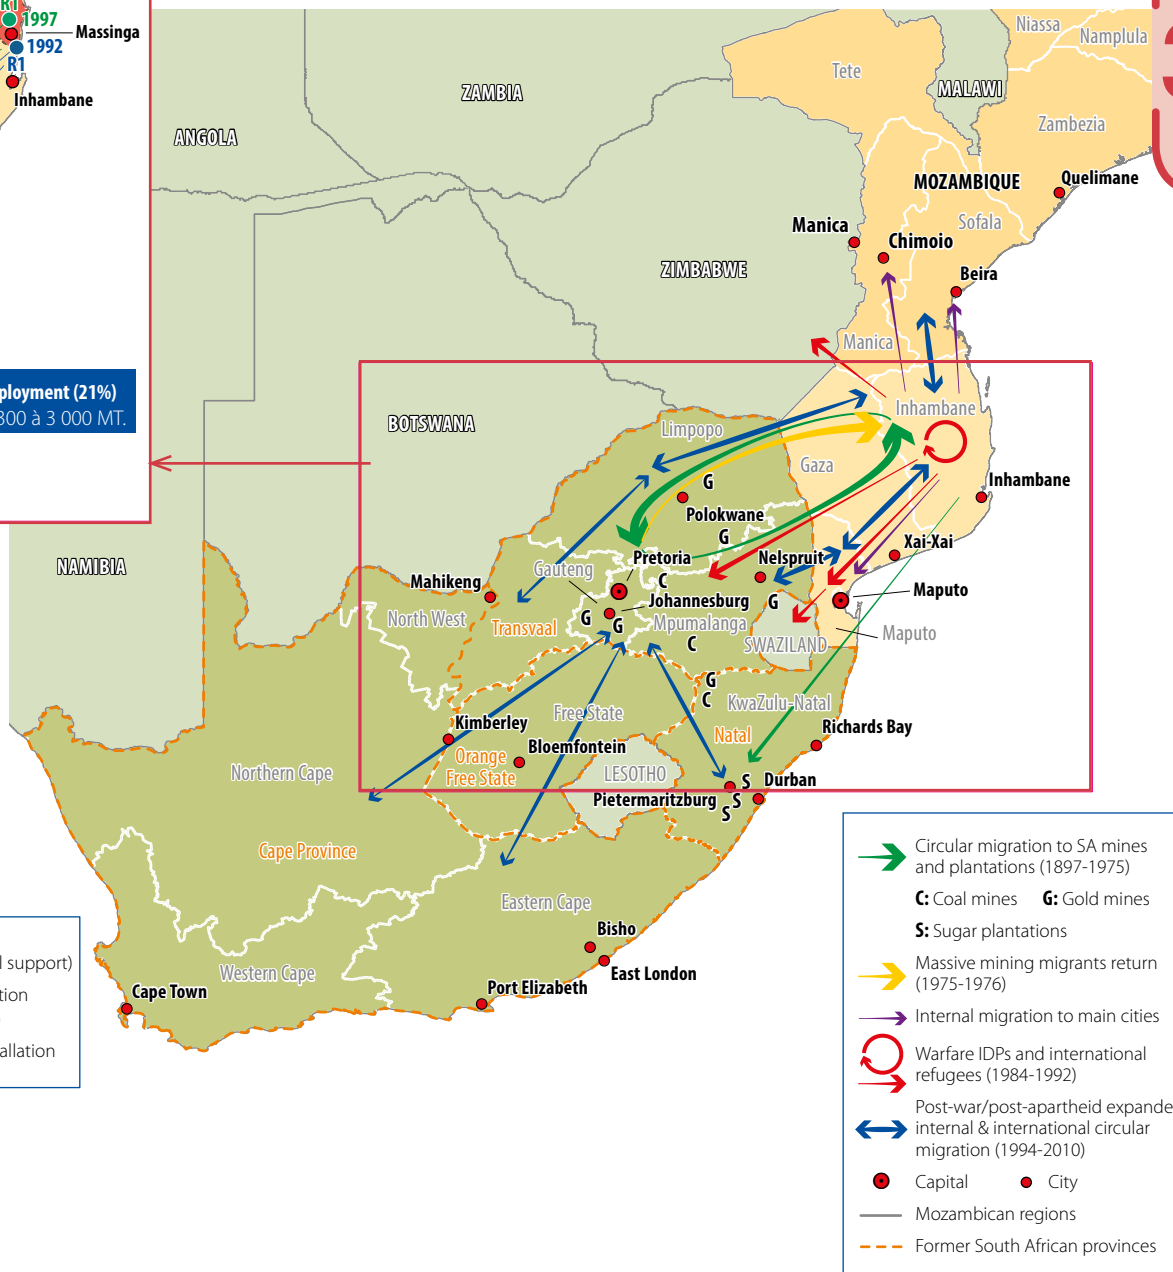 R1
1997
Massinga
1992
R1
Inhambane
ployment (21%)
300 à 3 000 MT.
l support)
tion
allation
Niassa
Namplula
Tete
MALAWI
ZAMBIA
ANGOLA
Zambezia
MOZAMBIQUE
Quelimane
Manica
Sofala
Chimoio
ZIMBABWE
Beira
Manica
Inhambane
BOTSWANA
Limpopo
Gaza
Inhambane
G
Polokwane
G
Xai-Xai
NAMIBIA
Pretoria
Nelspruit
Gauteng
C
Mahikeng
Maputo
Johannesburg
G
North West
G
G
Mpumalanga
Transvaal
Maputo
C
SWAZILAND
G
C
KwaZulu-Natal
Free State
Kimberley
Natal
Richards Bay
Bloemfontein
Orange
Free State
Northern Cape
LESOTHO
S
Durban
Pietermaritzburg
S
S
Cape Province
Eastern Cape
Bisho
Western Cape
East London
Cape Town
Port Elizabeth
Circular migration to SA mines
and plantations (1897-1975)
C: Coal mines G: Gold mines
S: Sugar plantations
Massive mining migrants return
(1975-1976)
Internal migration to main cities
Warfare IDPs and international
refugees (1984-1992)
Post-war/post-apartheid expande
internal & international circular
migration (1994-2010)
Capital City
Mozambican regions
Former South African provinces